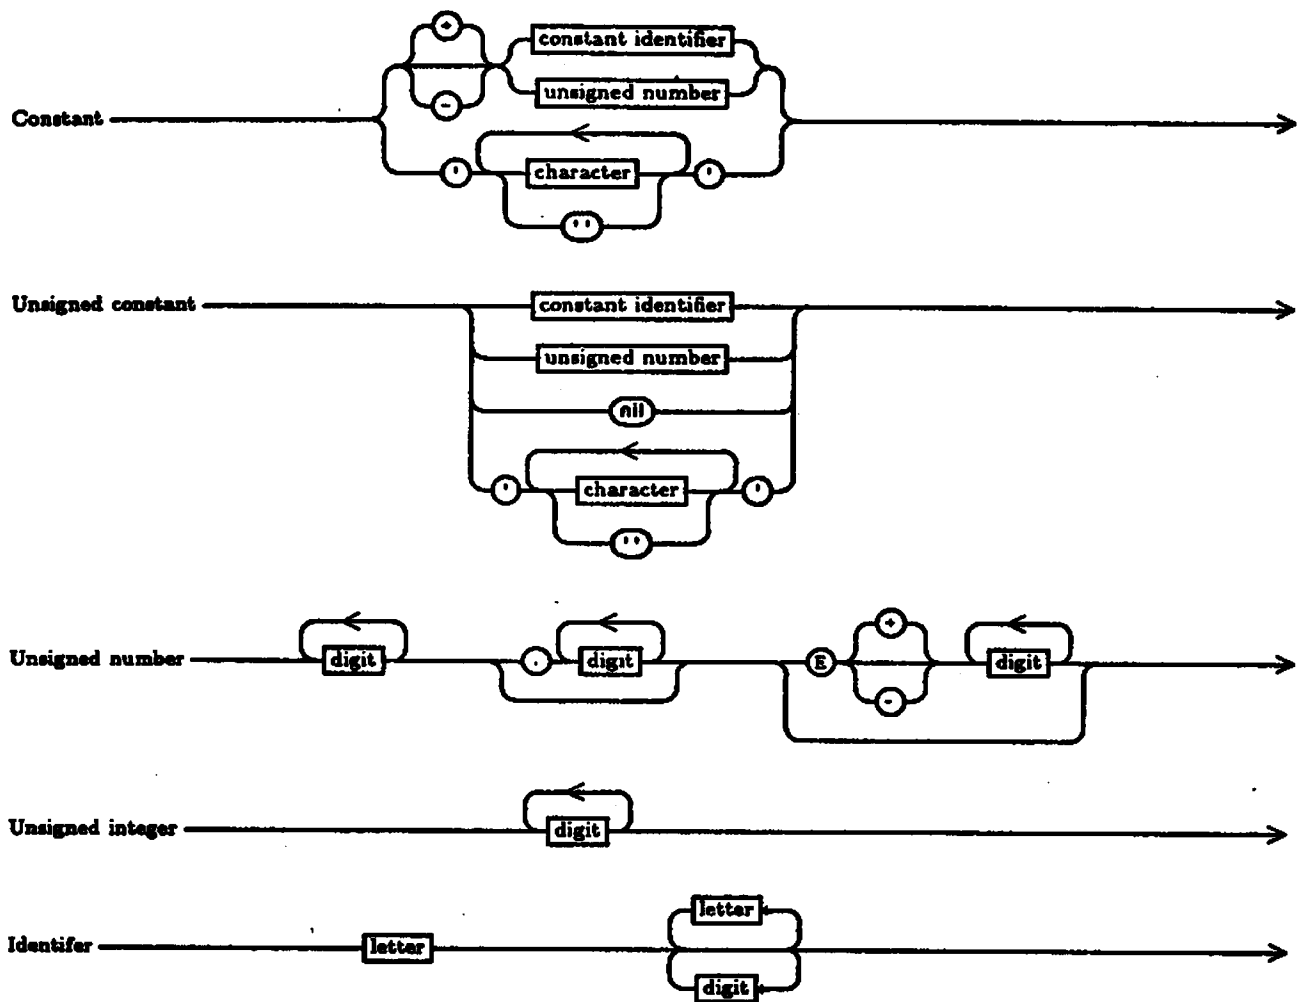 +
constant identifier
unsigned number
-
Constant
' character '
''
Unsigned constant constant identifier
unsigned number
nil
' character '
''
+
Unsigned number digit . digit E digit
-
Unsigned integer digit
letter
Identifer letter
digit